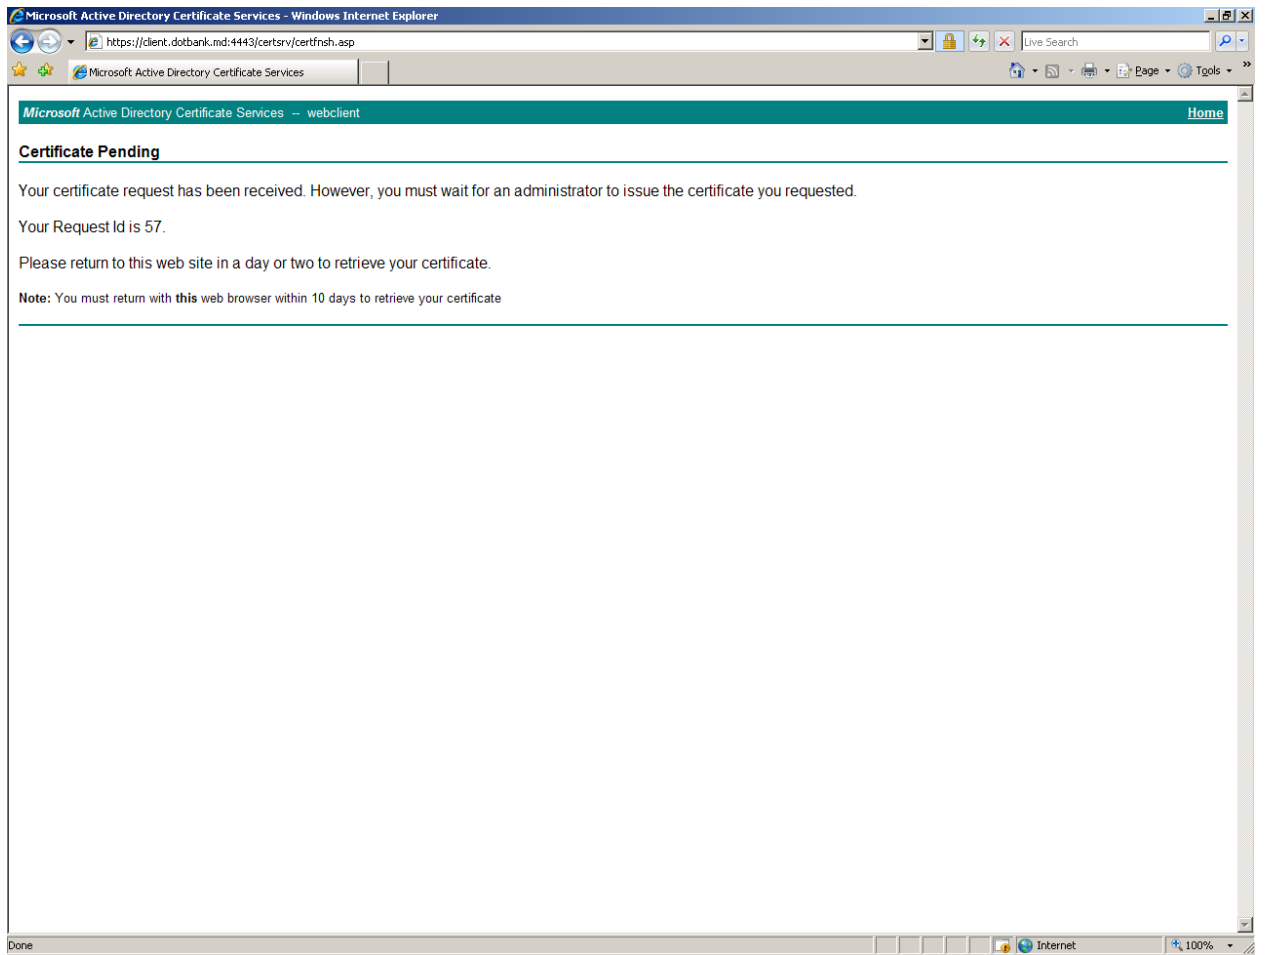 Microsoft Active Directory Certificate Services - Windows Internet Explorer
https://client.dotbank.md:4443/certsrv/certfnsh.asp
Live Search
Microsoft Active Directory Certificate Services
Page
Tools
Microsoft Active Directory Certificate Services -- webclient
Home
Certificate Pending
Your certificate request has been received. However, you must wait for an administrator to issue the certificate you requested.
Your Request Id is 57.
Please return to this web site in a day or two to retrieve your certificate.
Note: You must return with this web browser within 10 days to retrieve your certificate
Done
Internet
100%